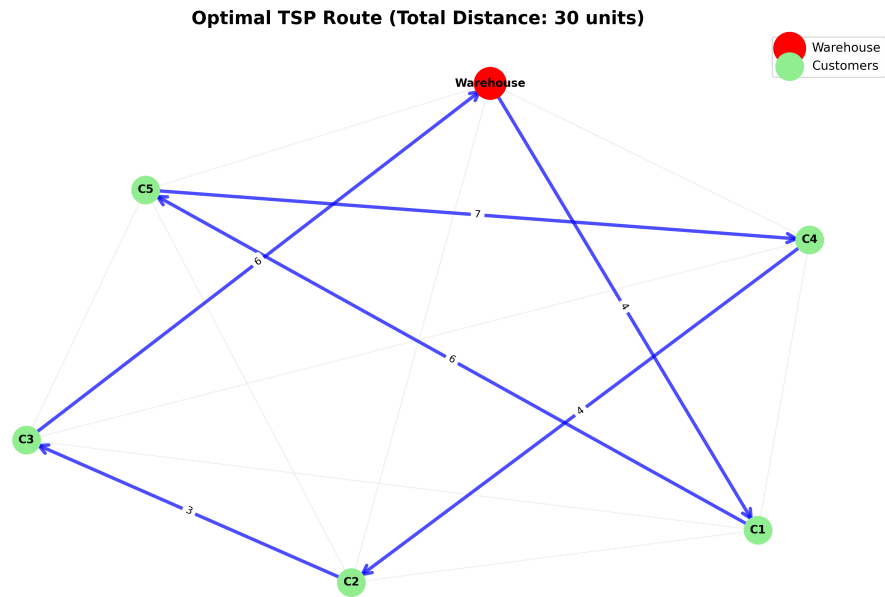 Optimal TSP Route (Total Distance: 30 units)
Warehouse
Customers
Warehouse
C5
7
C4
6
4
6
4
C3
3
C1
C2